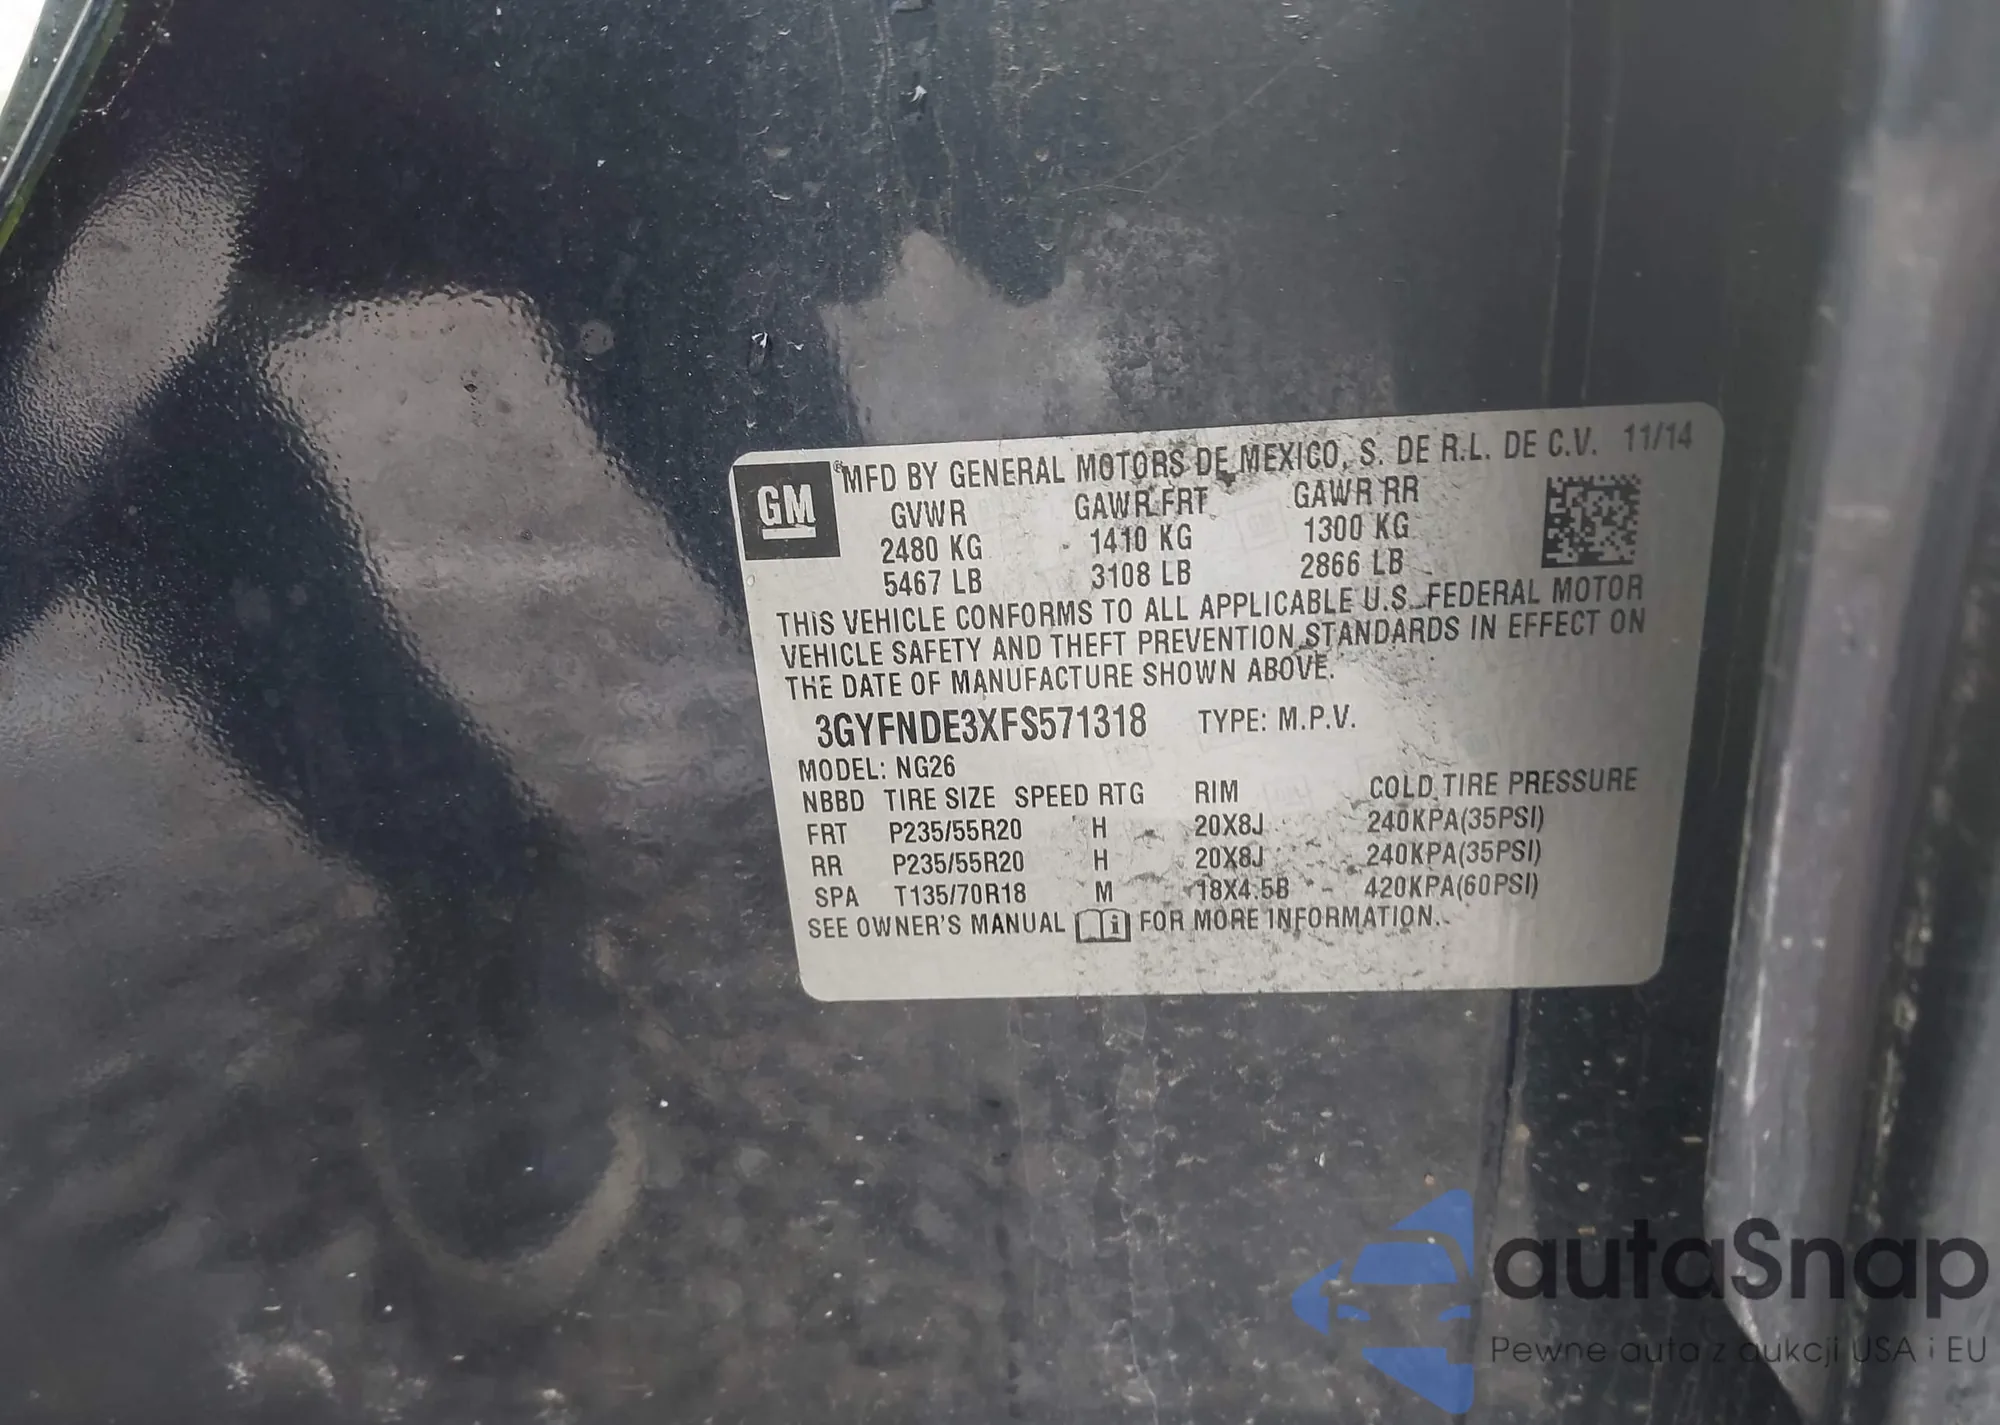 GM
®MFD BY GENERAL MOTORS DE MEXICO, S. DE R.L. DE C.V. 11/14
GVWR GAWR FRT GAWR RR
2480 KG 1410 KG 1300 KG
5467 LB 3108 LB 2866 LB
THIS VEHICLE CONFORMS TO ALL APPLICABLE U.S. FEDERAL MOTOR
VEHICLE SAFETY AND THEFT PREVENTION STANDARDS IN EFFECT ON
THE DATE OF MANUFACTURE SHOWN ABOVE.
3GYFNDE3XFS571318 TYPE: M.P.V.
MODEL: NG26
NBBD TIRE SIZE SPEED RTG RIM COLD TIRE PRESSURE
FRT P235/55R20 H 20X8J 240KPA(35PSI)
RR P235/55R20 H 20X8J 240KPA(35PSI)
SPA T135/70R18 M 18X4.5B 420KPA(60PSI)
SEE OWNER'S MANUAL i FOR MORE INFORMATION.
autaSnap
Pewne auta z aukcji USA i EU